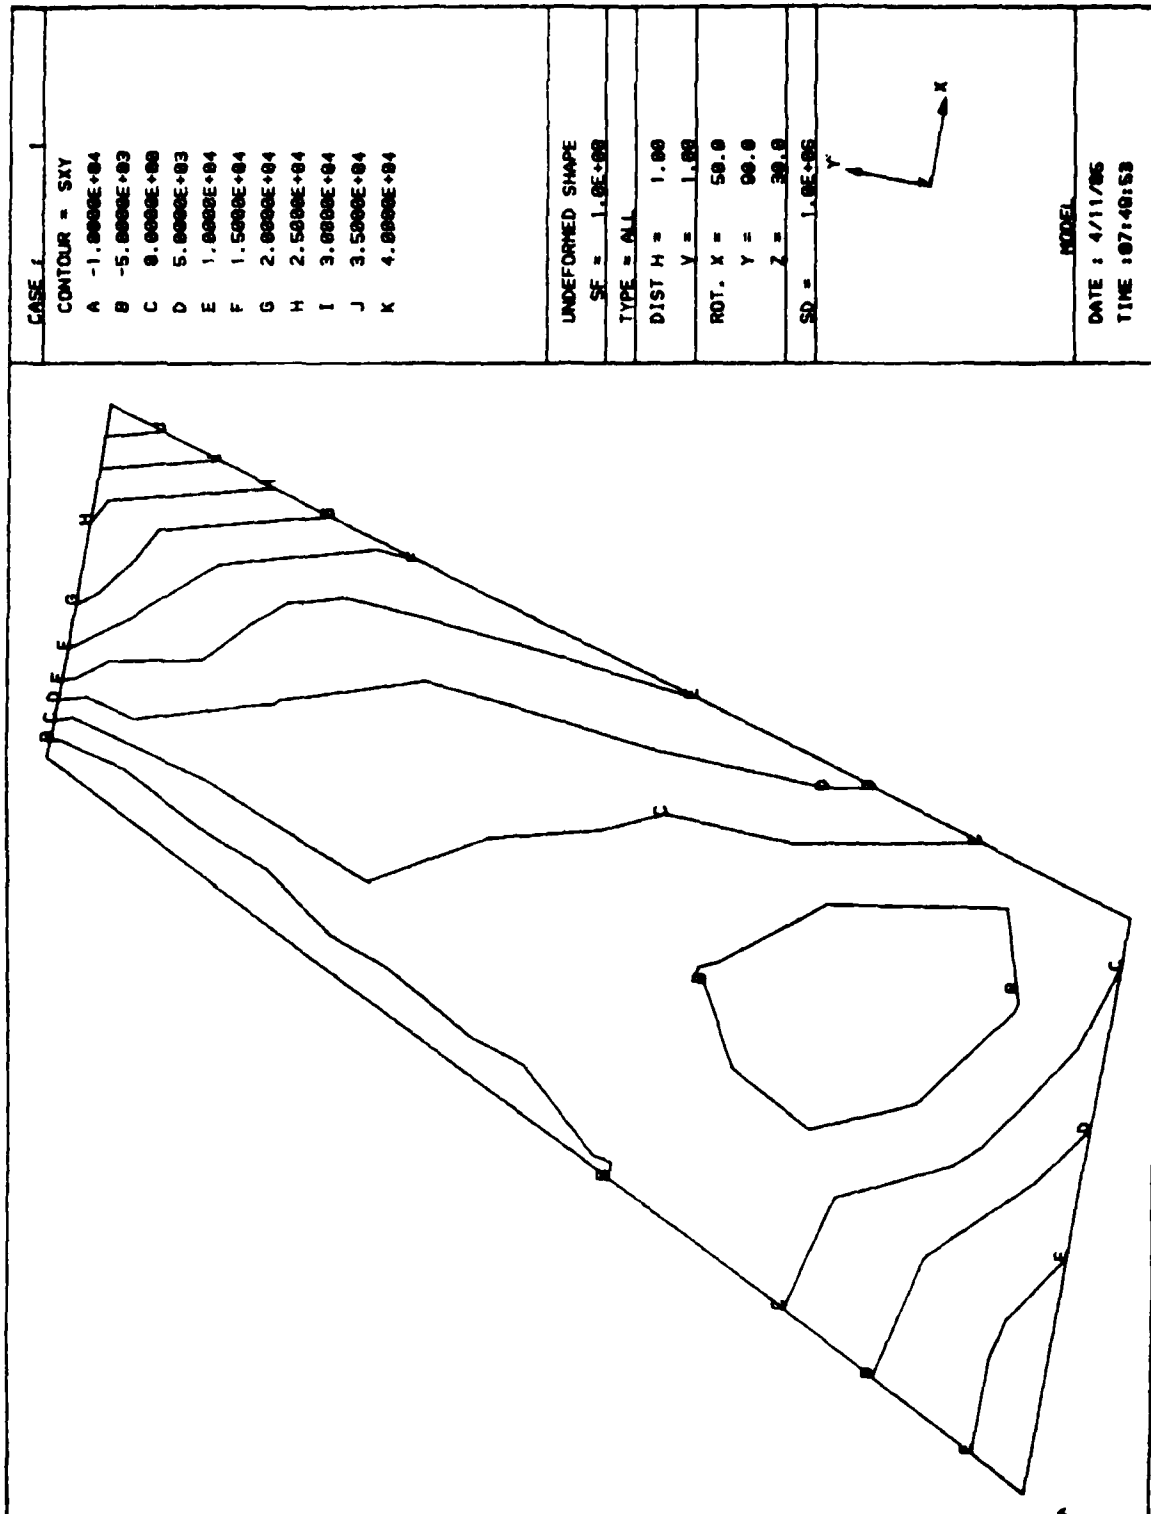 CASE : 1
CONTOUR = SXY
A -1.0000E+04
B -5.0000E+03
C 0.0000E+00
D 5.0000E+03
E 1.0000E+04
F 1.5000E+04
G 2.0000E+04
H 2.5000E+04
I 3.0000E+04
J 3.5000E+04
K 4.0000E+04
UNDEFORMED SHAPE
SF = 1.0E+00
TYPE = ALL
DIST H = 1.00
V = 1.00
ROT. X = 50.0
Y = 90.0
Z = 30.0
SD = 1.0E+06
Y
X
MODEL
DATE : 4/11/86
TIME :07:40:53
H
G
F
E
D
C
B
D
C
B
C
D
E
C